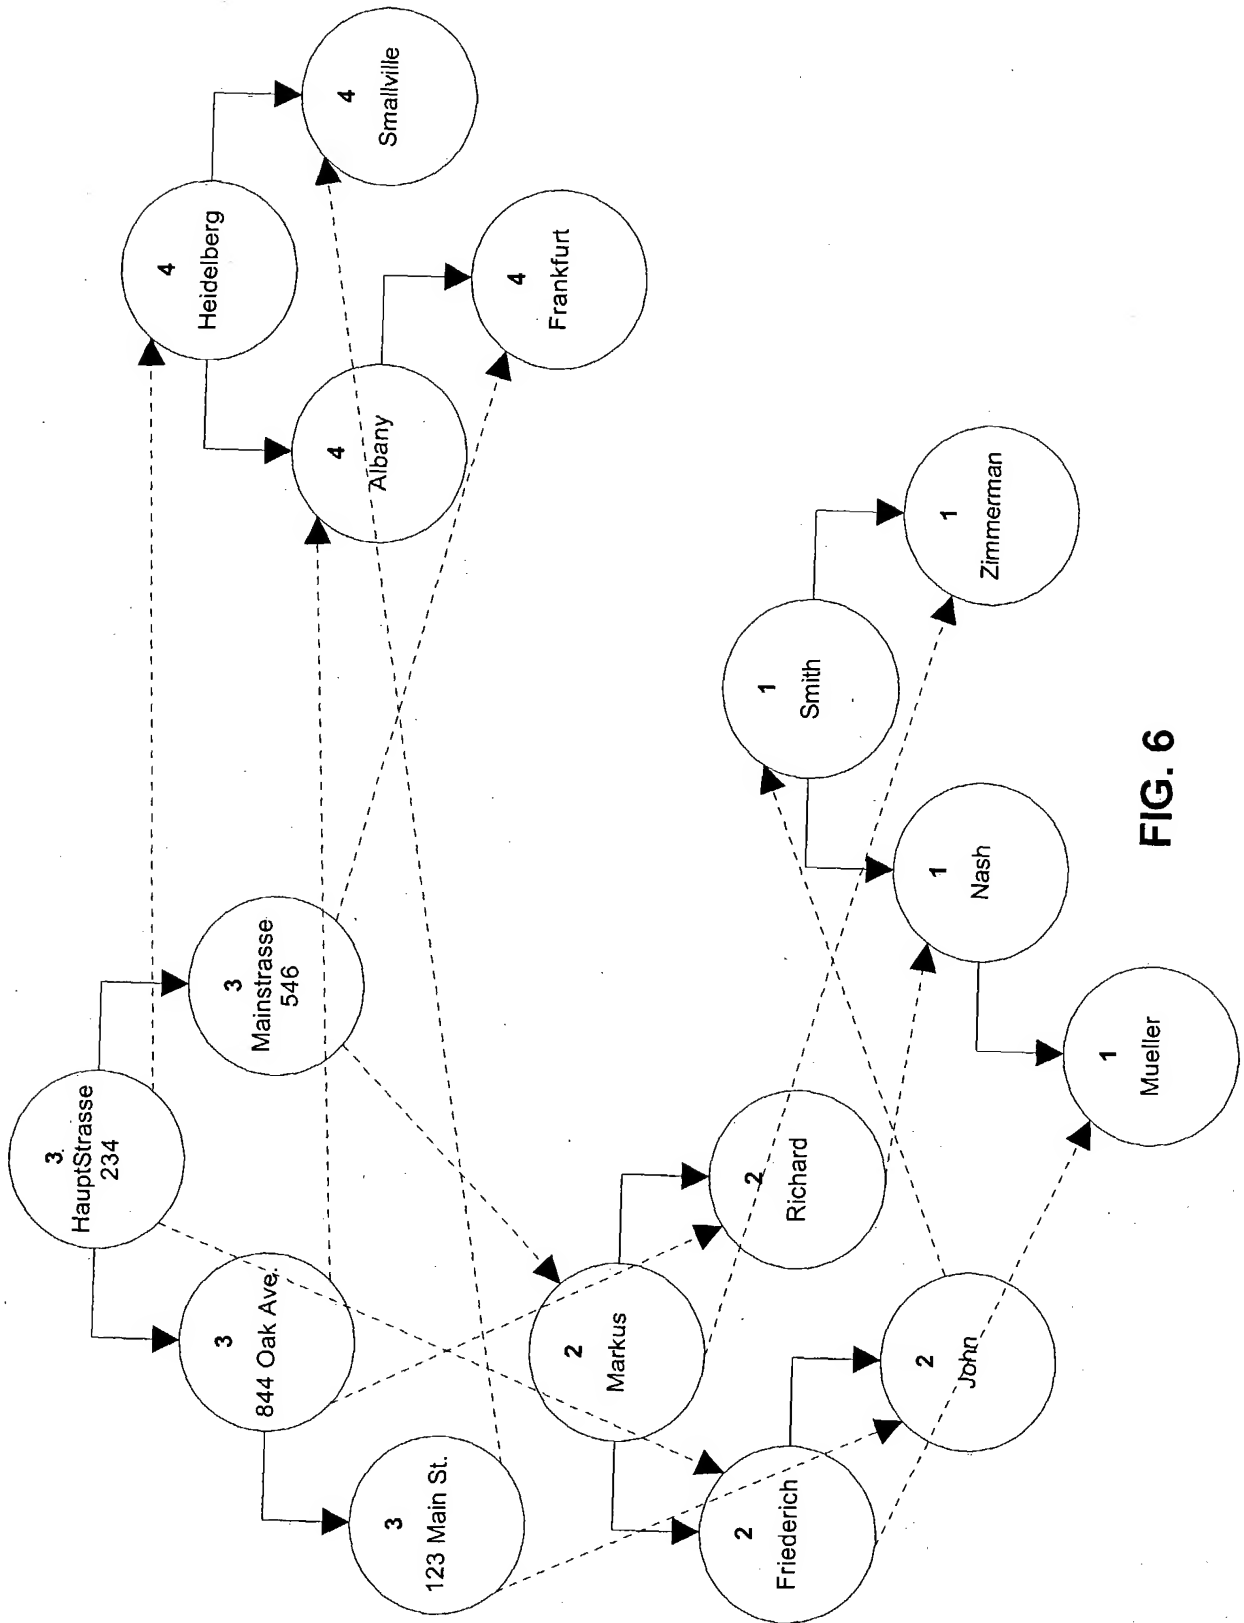 3
HauptStrasse
234
3
844 Oak Ave.
3
Mainstrasse
546
3
123 Main St.
4
Heidelberg
4
Albany
4
Smallville
4
Frankfurt
2
Markus
2
Friederich
2
Richard
2
John
1
Smith
1
Nash
1
Zimmerman
1
Mueller
FIG. 6